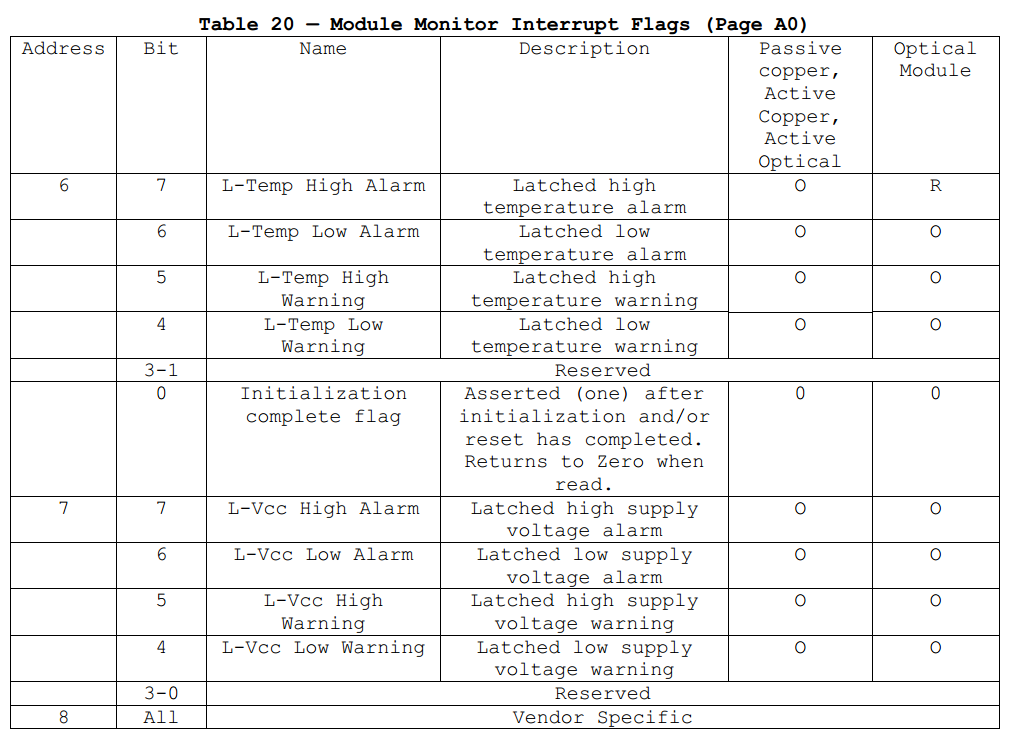 Table 20 — Module Monitor Interrupt Flags (Page A0)
Address Bit Name Description Passive Optical
copper, Module
Active
Copper,
Active
Optical
6 7 L-Temp High Alarm Latched high O R
temperature alarm
6 L-Temp Low Alarm Latched low O O
temperature alarm
5 L-Temp High Latched high O O
Warning temperature warning
4 L-Temp Low Latched low O O
Warning temperature warning
3-1 Reserved
0 Initialization Asserted (one) after 0 0
complete flag initialization and/or
reset has completed.
Returns to Zero when
read.
7 7 L-Vcc High Alarm Latched high supply O O
voltage alarm
6 L-Vcc Low Alarm Latched low supply O O
voltage alarm
5 L-Vcc High Latched high supply O O
Warning voltage warning
4 L-Vcc Low Warning Latched low supply O O
voltage warning
3-0 Reserved
8 All Vendor Specific